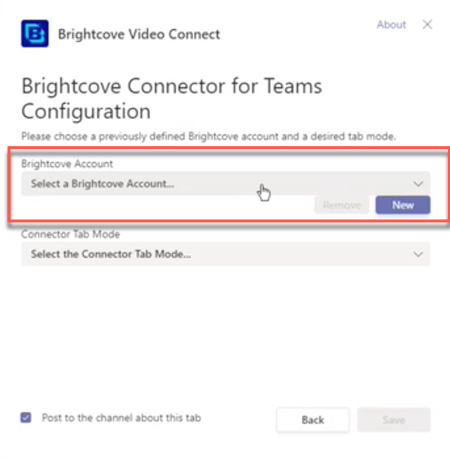 Brightcove Video Connect
About
Brightcove Connector for Teams
Configuration
Please choose a previously defined Brightcove account and a desired tab mode.
Brightcove Account
Select a Brightcove Account...
Remove
New
Connector Tab Mode
Select the Connector Tab Mode...
Post to the channel about this tab
Back
Save